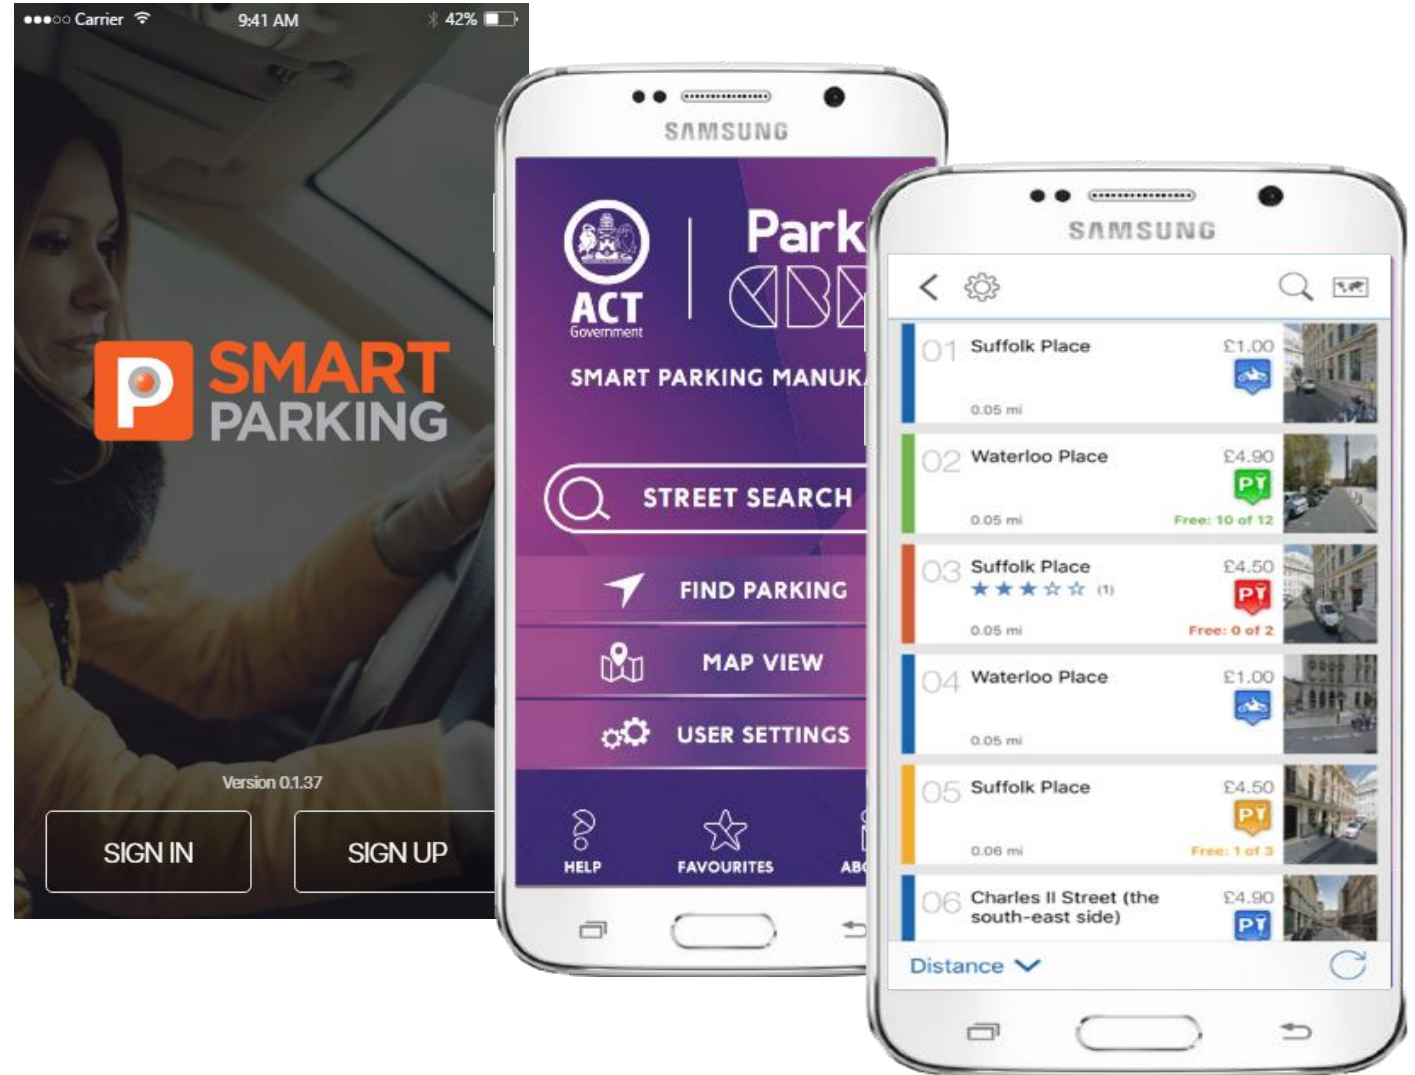 Carrier
9:41 AM
42%
P SMART
PARKING
Version 0.1.37
SIGN IN
SIGN UP
SAMSUNG
ACT
Government
Park
SMART PARKING MANUK
STREET SEARCH
FIND PARKING
MAP VIEW
USER SETTINGS
HELP
FAVOURITES
SAMSUNG
01 Suffolk Place £1.00
0.05 mi
02 Waterloo Place £4.90
P
0.05 mi Free: 10 of 12
03 Suffolk Place £4.50
(1)
P
0.05 mi Free: 0 of 2
04 Waterloo Place £1.00
0.05 mi
05 Suffolk Place £4.50
P
0.06 mi Free: 1 of 3
06 Charles II Street (the £4.90
south-east side)
P
Distance